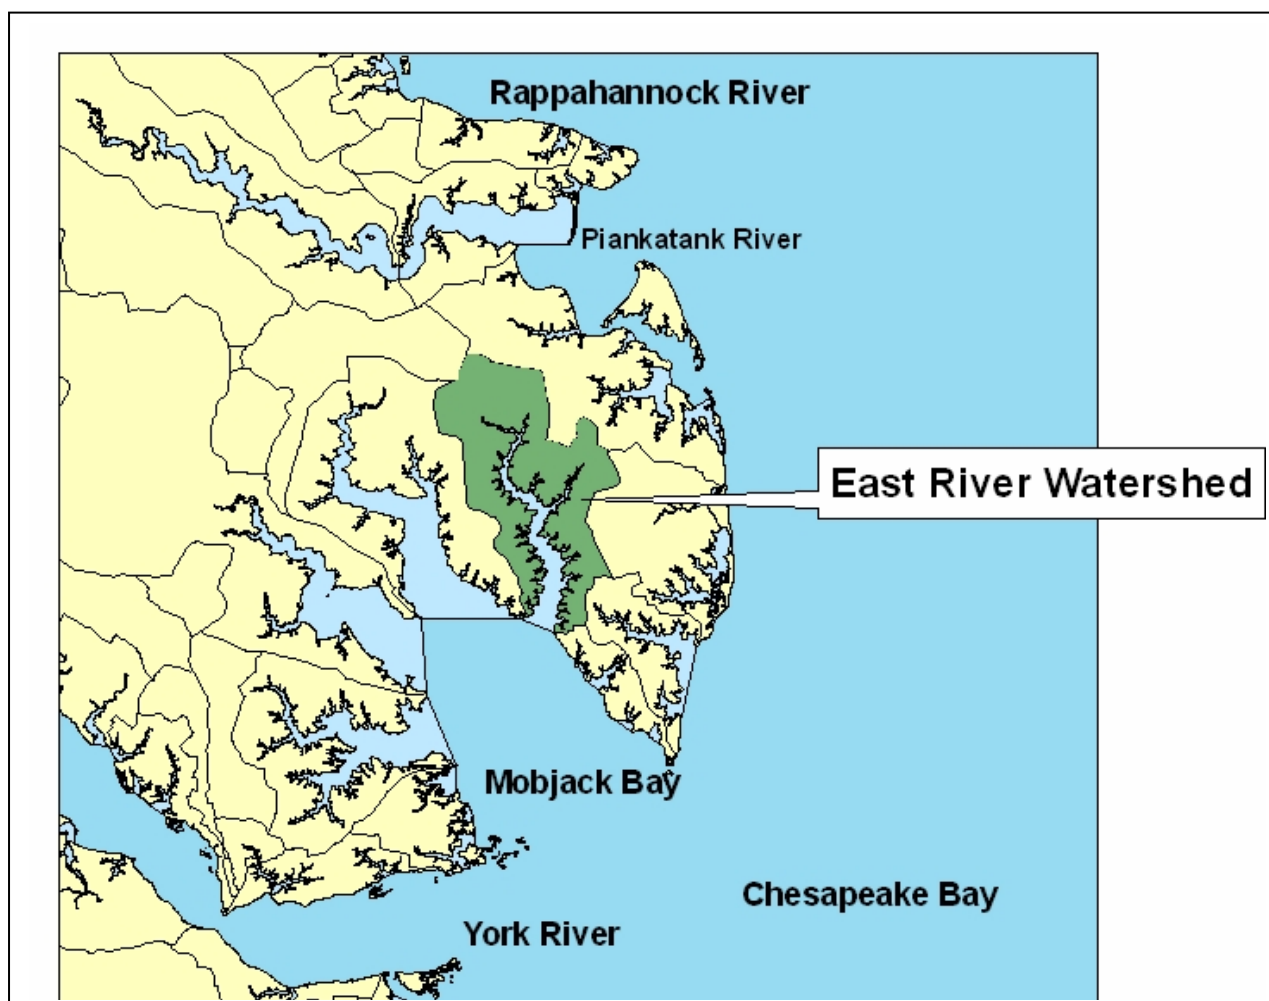 Rappahannock River
Piankatank River
East River Watershed
Mobjack Bay
Chesapeake Bay
York River